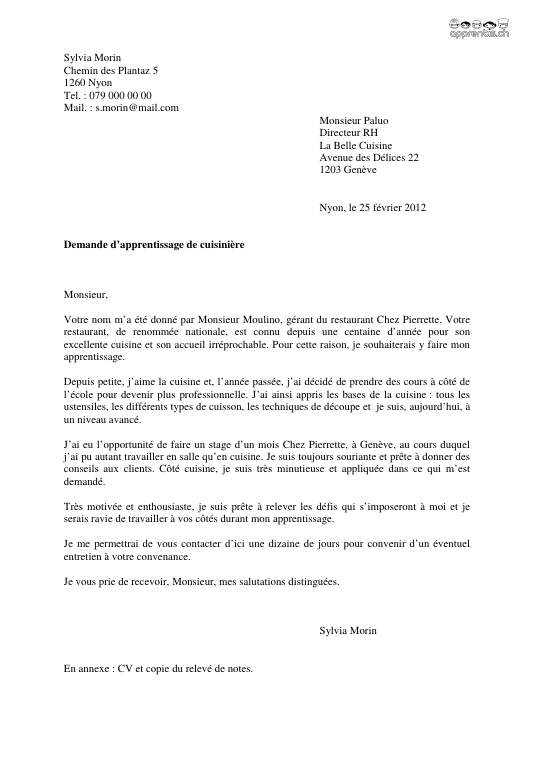 apprentis.ch
Sylvia Morin
Chemin des Plantaz 5
1260 Nyon
Tel. : 079 000 00 00
Mail. : s.morin@mail.com
Monsieur Paluo
Directeur RH
La Belle Cuisine
Avenue des Délices 22
1203 Genève
Nyon, le 25 février 2012
Demande d’apprentissage de cuisinière
Monsieur,
Votre nom m’a été donné par Monsieur Moulino, gérant du restaurant Chez Pierrette. Votre
restaurant, de renommée nationale, est connu depuis une centaine d’année pour son
excellente cuisine et son accueil irréprochable. Pour cette raison, je souhaiterais y faire mon
apprentissage.
Depuis petite, j’aime la cuisine et, l’année passée, j’ai décidé de prendre des cours à côté de
l’école pour devenir plus professionnelle. J’ai ainsi appris les bases de la cuisine : tous les
ustensiles, les différents types de cuisson, les techniques de découpe et je suis, aujourd’hui, à
un niveau avancé.
J’ai eu l’opportunité de faire un stage d’un mois Chez Pierrette, à Genève, au cours duquel
j’ai pu autant travailler en salle qu’en cuisine. Je suis toujours souriante et prête à donner des
conseils aux clients. Côté cuisine, je suis très minutieuse et appliquée dans ce qui m’est
demandé.
Très motivée et enthousiaste, je suis prête à relever les défis qui s’imposeront à moi et je
serais ravie de travailler à vos côtés durant mon apprentissage.
Je me permettrai de vous contacter d’ici une dizaine de jours pour convenir d’un éventuel
entretien à votre convenance.
Je vous prie de recevoir, Monsieur, mes salutations distinguées.
Sylvia Morin
En annexe : CV et copie du relevé de notes.